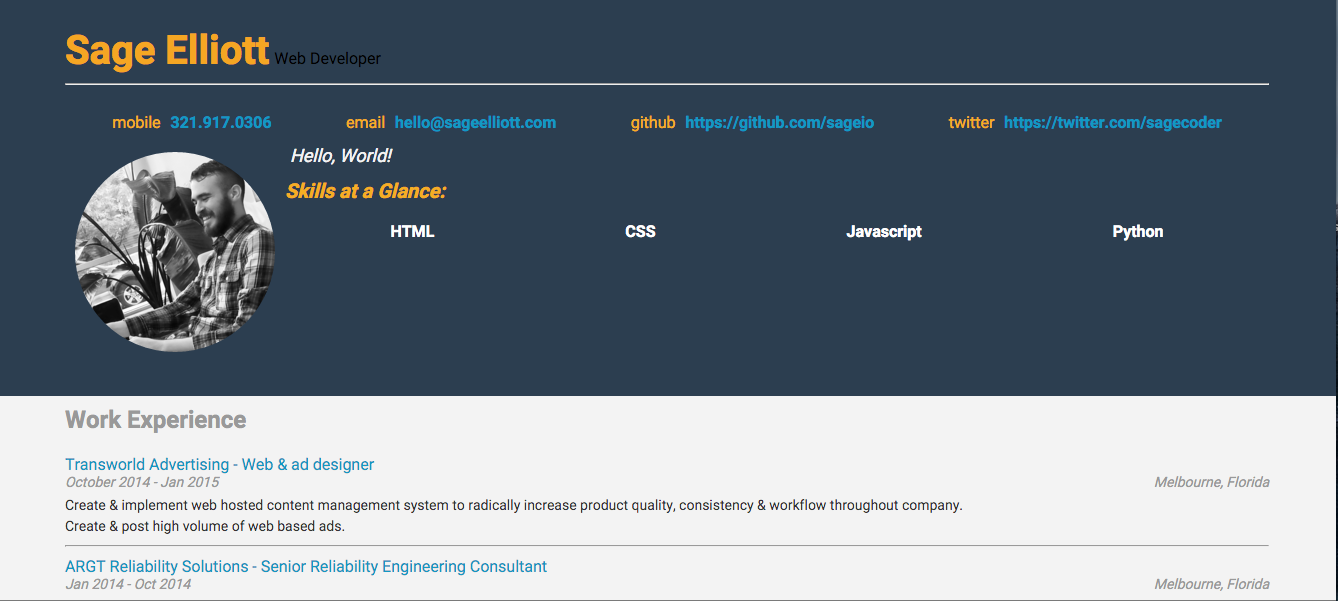 Sage Elliott Web Developer
mobile 321.917.0306 email hello@sageelliott.com github https://github.com/sageio twitter https://twitter.com/sagecoder
Hello, World!
Skills at a Glance:
HTML CSS Javascript Python
Work Experience
Transworld Advertising - Web & ad designer
October 2014 - Jan 2015 Melbourne, Florida
Create & implement web hosted content management system to radically increase product quality, consistency & workflow throughout company.
Create & post high volume of web based ads.
ARGT Reliability Solutions - Senior Reliability Engineering Consultant
Jan 2014 - Oct 2014 Melbourne, Florida